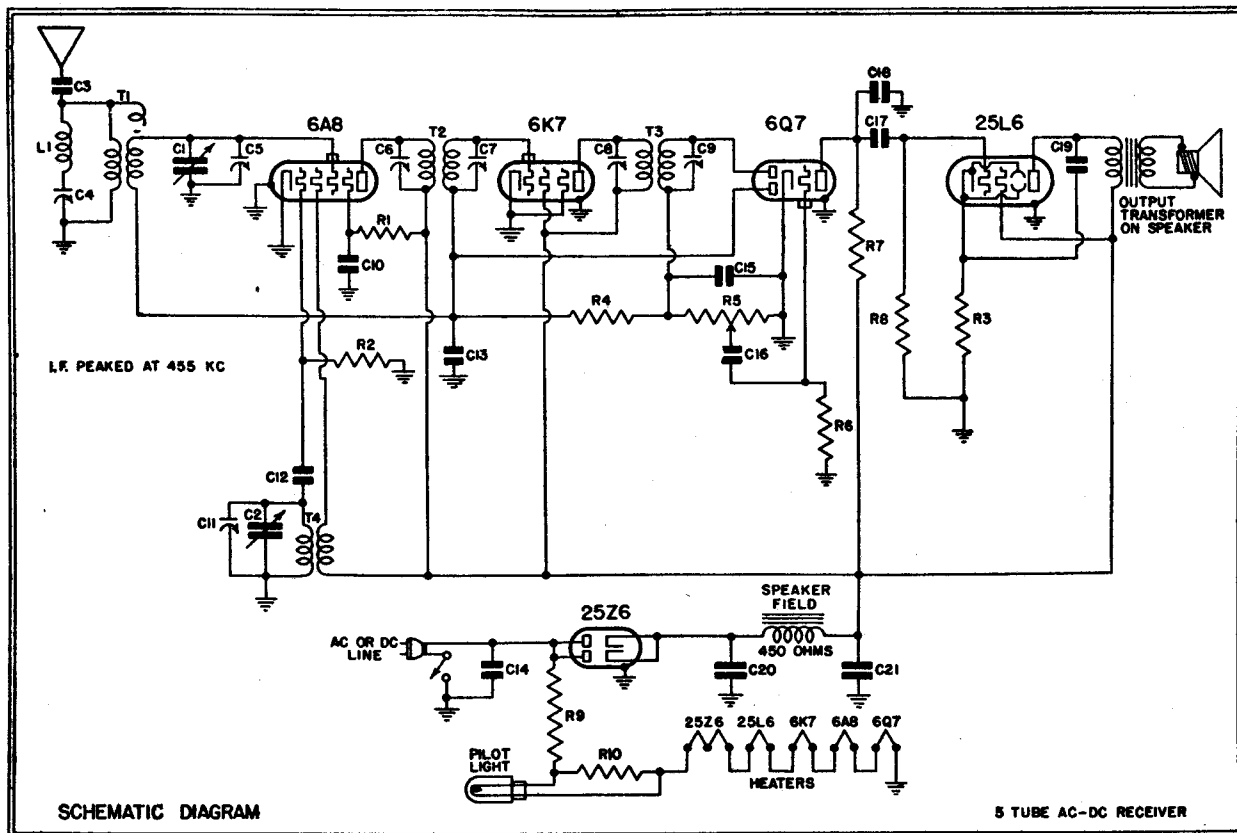 C3
T1
L1
C4
C1
C5
6A8
C6
T2
C7
6K7
C8
T3
C9
6Q7
C18
C17
25L6
C19
OUTPUT
TRANSFORMER
ON SPEAKER
R1
C10
R7
C15
R4
R5
R8
R3
C16
I.F. PEAKED AT 455 KC
R2
C13
R6
C12
C11
C2
T4
SPEAKER
FIELD
450 OHMS
25Z6
AC OR DC
LINE
C14
C20
C21
R9
25Z6 25L6 6K7 6A8 6Q7
PILOT
LIGHT
R10
HEATERS
SCHEMATIC DIAGRAM
5 TUBE AC-DC RECEIVER